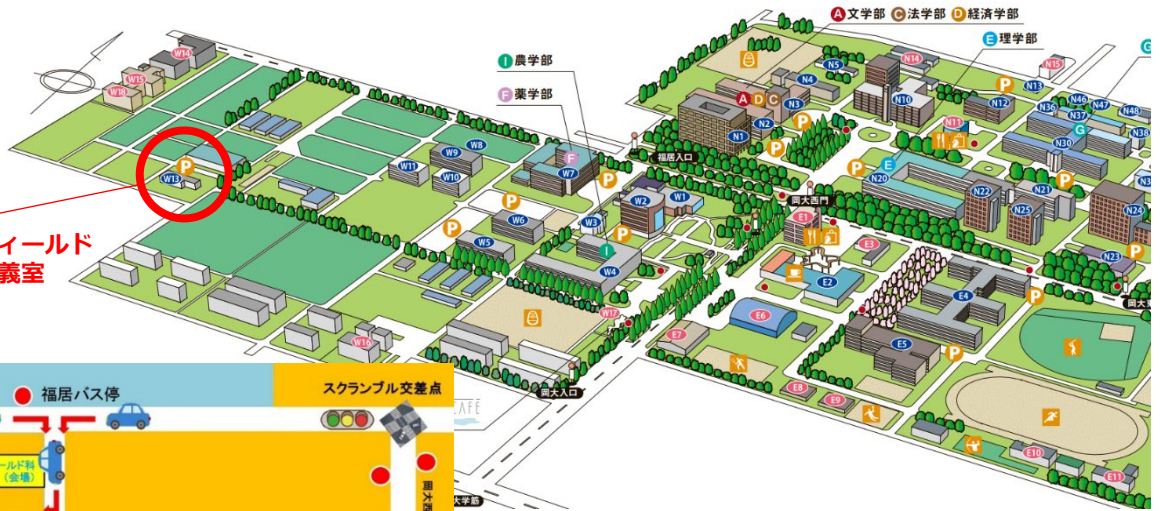 A 文学部 C 法学部 D 経済学部
E 理学部
G
I 農学部
F 薬学部
W14
W15
W18
P
W13
ィールド
義室
W11
W9
W8
W10
F
W7
P
P
P
W6
W5
W3
P
W2
W1
I
W4
W17
W16
福居入口
岡大西門
岡大入口
A D C
N1
N2
N3
N4
N5
P
P
N14
N10
N11
N12
P
N13
N15
N36
N46
N47
N48
N37
G
N38
N30
P
E
N20
N22
N25
N21
N24
P
N23
岡大東
E1
E3
E2
E4
P
E5
P
E6
E7
E8
E9
E10
E11
CAFE
大学筋
福居バス停
スクランブル交差点
ールド科
(会場)
岡大西